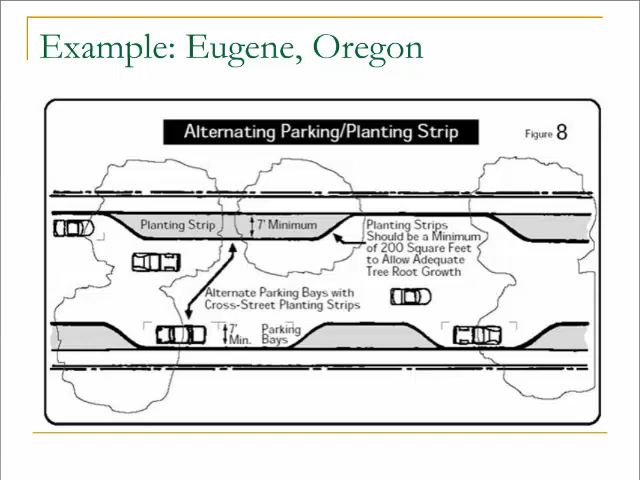 Example: Eugene, Oregon
Alternating Parking/Planting Strip
Figure 8
Planting Strip
7' Minimum
Planting Strips
Should be a Minimum
of 200 Square Feet
to Allow Adequate
Tree Root Growth
Alternate Parking Bays with
Cross-Street Planting Strips
7'
Min.
Parking
Bays